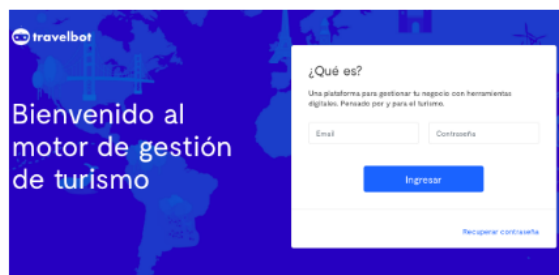 travelbot
Bienvenido al
motor de gestión
de turismo
¿Qué es?
Una plataforma para gestionar tu negocio con herramientas
digitales. Pensado por y para el turismo.
Email
Contraseña
Ingresar
Recuperar contraseña